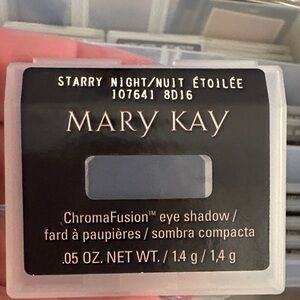 STARRY NIGHT/NUIT ÉTOILÉE
107641 8D16
MARY KAY
ChromaFusion™ eye shadow /
fard à paupières / sombra compacta
.05 OZ. NET WT. / 1.4 g / 1,4 g